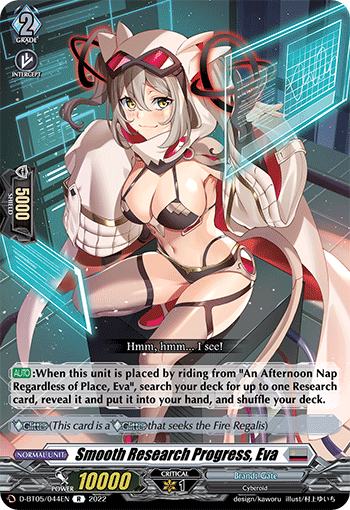 2
GRADE
INTERCEPT
5000
SHIELD
Hmm, hmm... I see!
AUTO:When this unit is placed by riding from "An Afternoon Nap
Regardless of Place, Eva", search your deck for up to one Research
card, reveal it and put it into your hand, and shuffle your deck.
Glitter(This card is a Glitter that seeks the Fire Regalis)
NORMAL UNIT
Smooth Research Progress, Eva
POWER 10000
CRITICAL
1
Brandt Gate
Cyberoid
D-BT05/044EN R 2022
design/kaworu illust/村上ゆいち